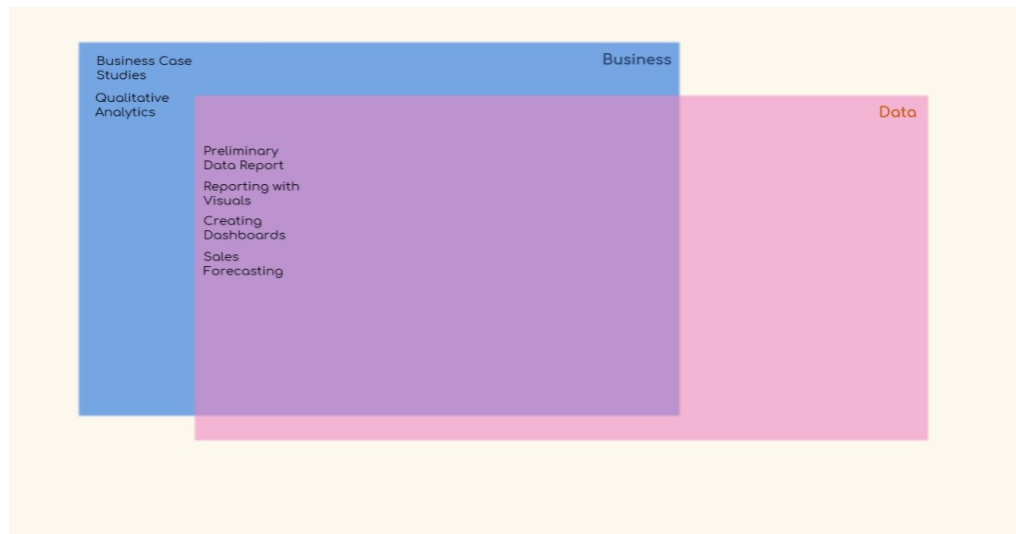 Business Case
Studies
Business
Qualitative
Analytics
Data
Preliminary
Data Report
Reporting with
Visuals
Creating
Dashboards
Sales
Forecasting